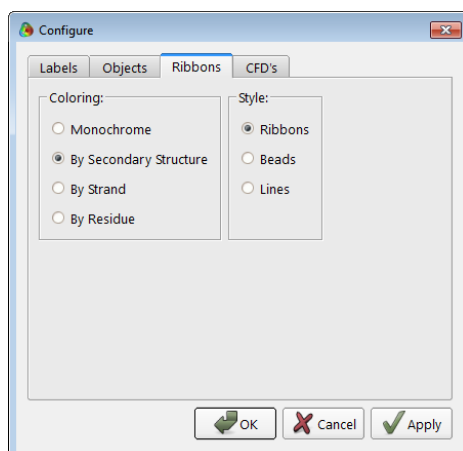 Configure
Labels Objects Ribbons CFD's
Coloring: Style:
Monochrome Ribbons
By Secondary Structure Beads
By Strand Lines
By Residue
OK Cancel Apply